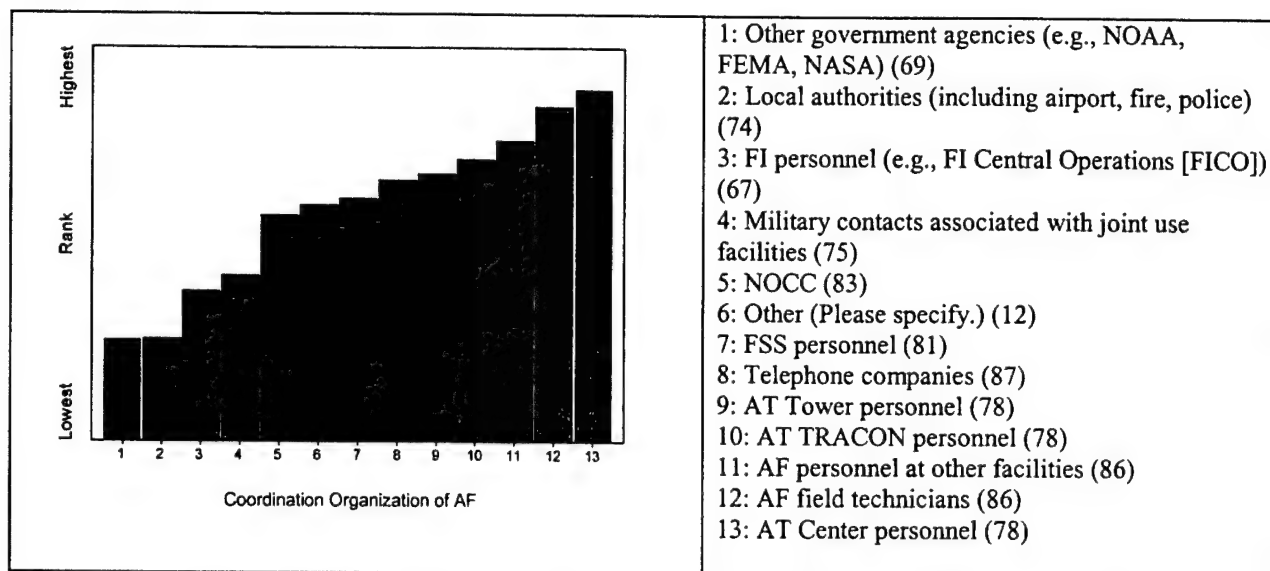 Highest
Rank
Lowest
1 2 3 4 5 6 7 8 9 10 11 12 13
Coordination Organization of AF
1: Other government agencies (e.g., NOAA,
FEMA, NASA) (69)
2: Local authorities (including airport, fire, police)
(74)
3: FI personnel (e.g., FI Central Operations [FICO])
(67)
4: Military contacts associated with joint use
facilities (75)
5: NOCC (83)
6: Other (Please specify.) (12)
7: FSS personnel (81)
8: Telephone companies (87)
9: AT Tower personnel (78)
10: AT TRACON personnel (78)
11: AF personnel at other facilities (86)
12: AF field technicians (86)
13: AT Center personnel (78)